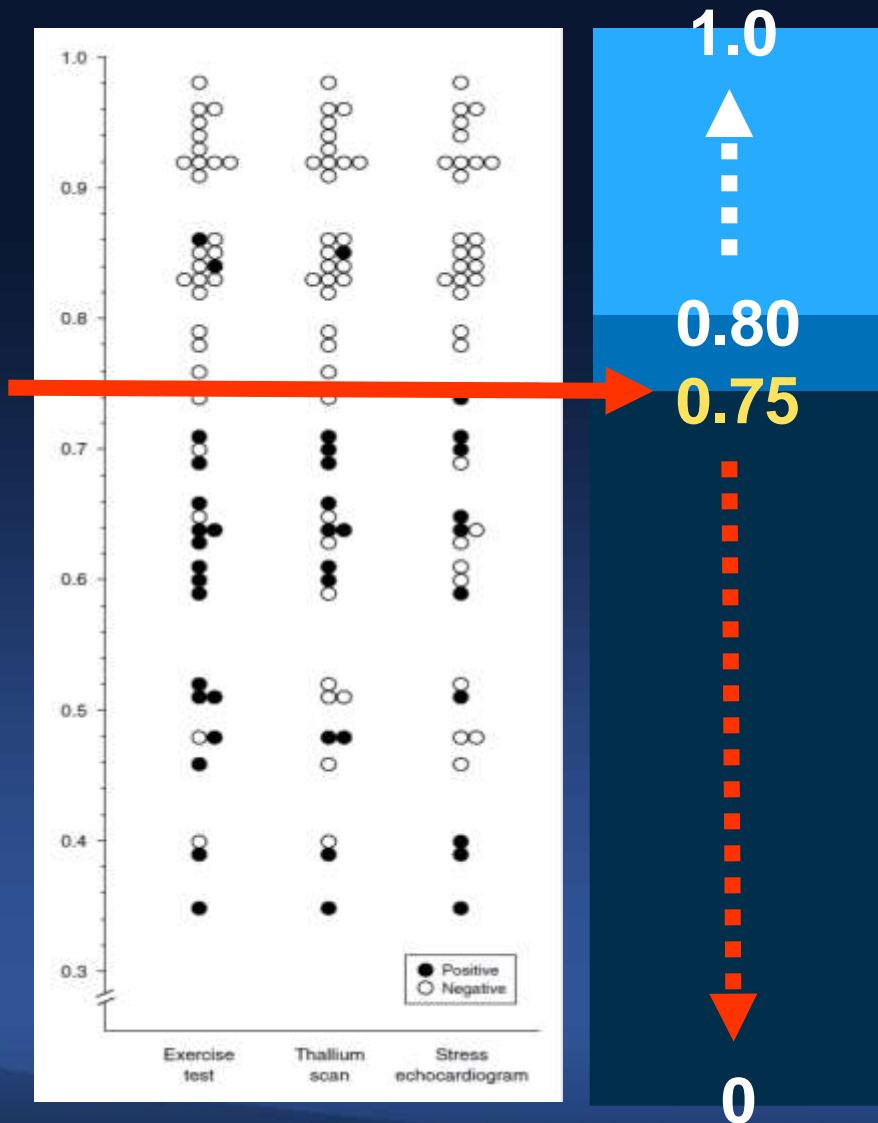 1.0
0.9
0.8
0.7
0.6
0.5
0.4
0.3
Positive
Negative
Exercise
test
Thallium
scan
Stress
echocardiogram
1.0
0.80
0.75
0